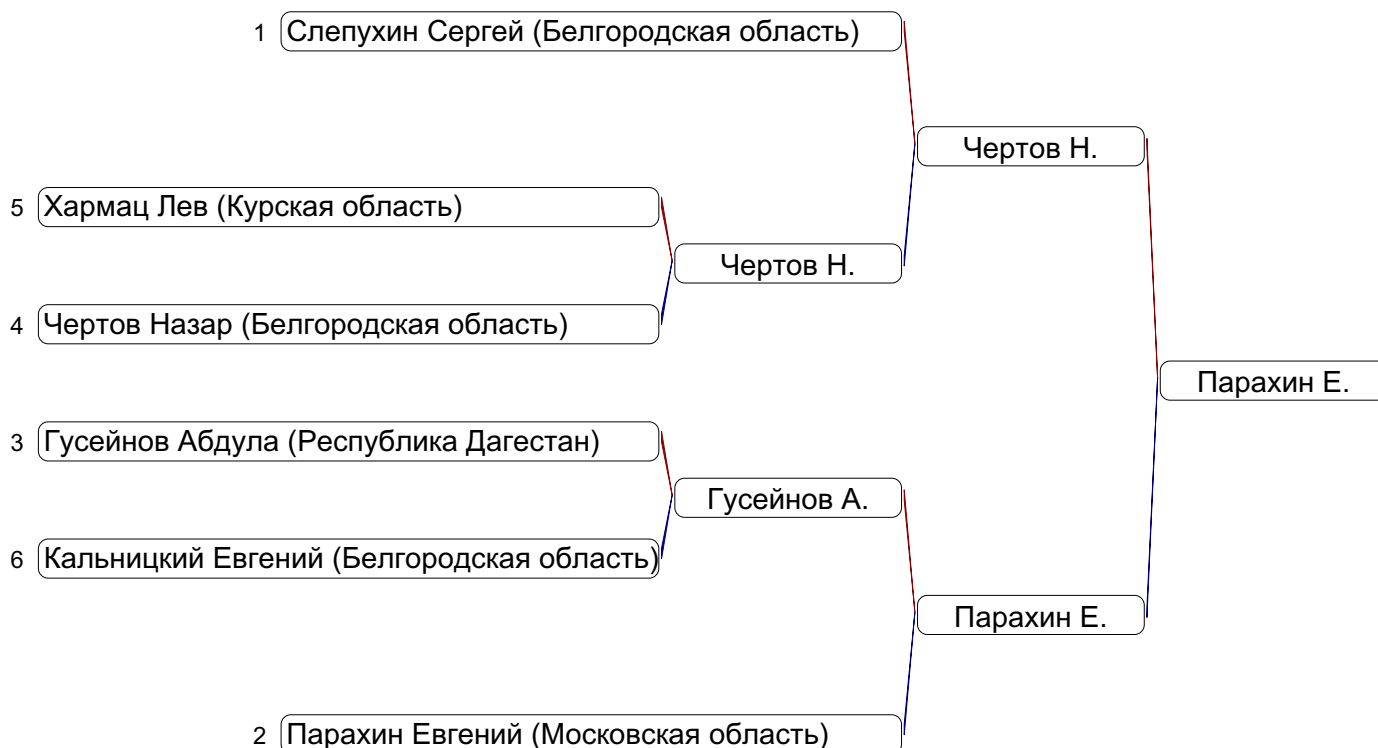 1 Слепухин Сергей (Белгородская область)
Чертов Н.
5 Хармац Лев (Курская область)
Чертов Н.
4 Чертов Назар (Белгородская область)
Парахин Е.
3 Гусейнов Абдула (Республика Дагестан)
Гусейнов А.
6 Кальницкий Евгений (Белгородская область)
Парахин Е.
2 Парахин Евгений (Московская область)